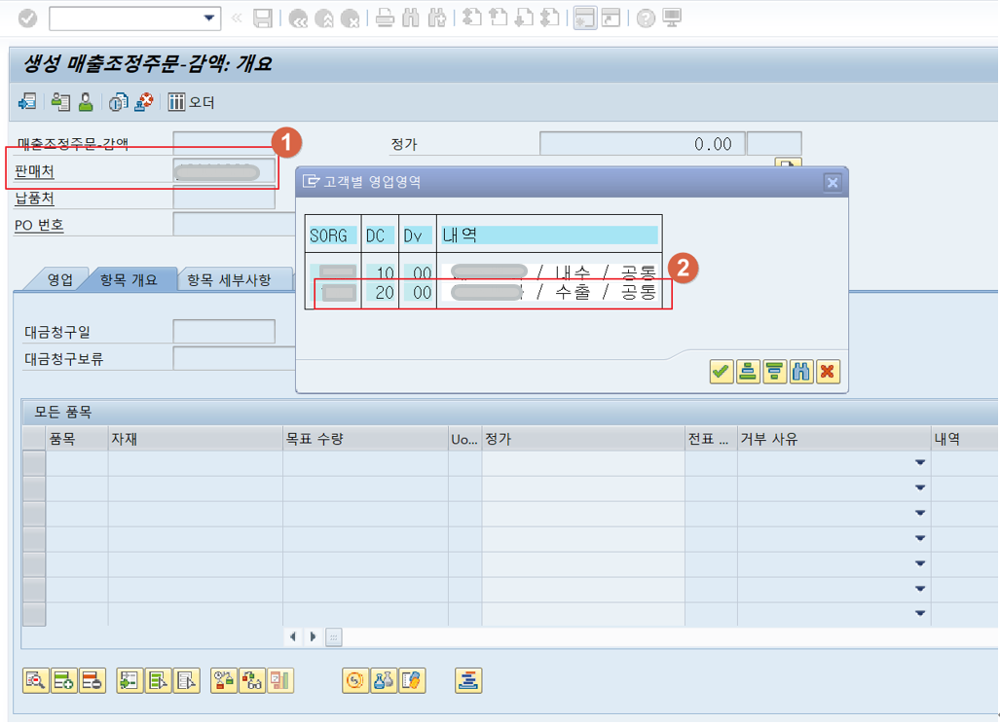 생성 매출조정주문-감액: 개요
오더
매출조정주문-감액
정가 0.00
1
판매처
납품처
PO 번호
고객별 영업영역
SORG DC Dv 내역
10 00 / 내수 / 공통
20 00 / 수출 / 공통
2
영업 항목 개요 항목 세부사항
대금청구일
대금청구보류
모든 품목
품목 자재 목표 수량 Uo... 정가 전표 ... 거부 사유 내역